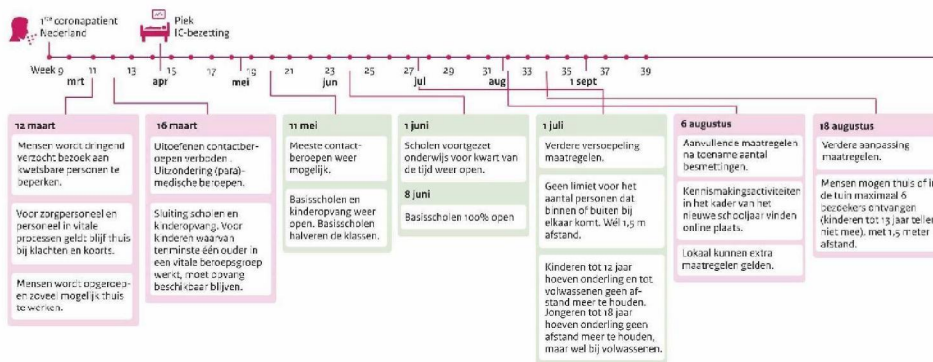 1ste coronapatient
Nederland
Piek
IC-bezetting
Week 9 11 13 15 17 19 21 23 25 27 29 31 33 35 37 39
mrt apr mei jun jul aug 1 sept
12 maart
Mensen wordt dringend
verzocht bezoek aan
kwetsbare personen te
beperken.
Voor zorgpersoneel en
personeel in vitale
processen geldt blijf thuis
bij klachten en koorts.
Mensen wordt opgeroep-
en zoveel mogelijk thuis
te werken.
16 maart
Uitoefenen contactber-
oepen verboden .
Uitzondering (para)-
medische beroepen.
Sluiting scholen en
kinderopvang. Voor
kinderen waarvan
tenminste één ouder in
een vitale beroepsgroep
werkt, moet opvang
beschikbaar blijven.
11 mei
Meeste contact-
beroepen weer
mogelijk.
Basisscholen en
kinderopvang weer
open. Basisscholen
halveren de klassen.
1 juni
Scholen voortgezet
onderwijs voor kwart van
de tijd weer open.
8 juni
Basisscholen 100% open
1 juli
Verdere versoepeling
maatregelen.
Geen limiet voor het
aantal personen dat
binnen of buiten bij
elkaar komt. Wél 1,5 m
afstand.
Kinderen tot 12 jaar
hoeven onderling en tot
volwassenen geen af-
stand meer te houden.
Jongeren tot 18 jaar
hoeven onderling geen
afstand meer te houden,
maar wel bij volwassenen.
6 augustus
Aanvullende maatregelen
na toename aantal
besmettingen.
Kennismakingsactiviteiten
in het kader van het
nieuwe schooljaar vinden
online plaats.
Lokaal kunnen extra
maatregelen gelden.
18 augustus
Verdere aanpassing
maatregelen.
Mensen mogen thuis of in
de tuin maximaal 6
bezoekers ontvangen
(kinderen tot 13 jaar tellen
niet mee), met 1,5 meter
afstand.